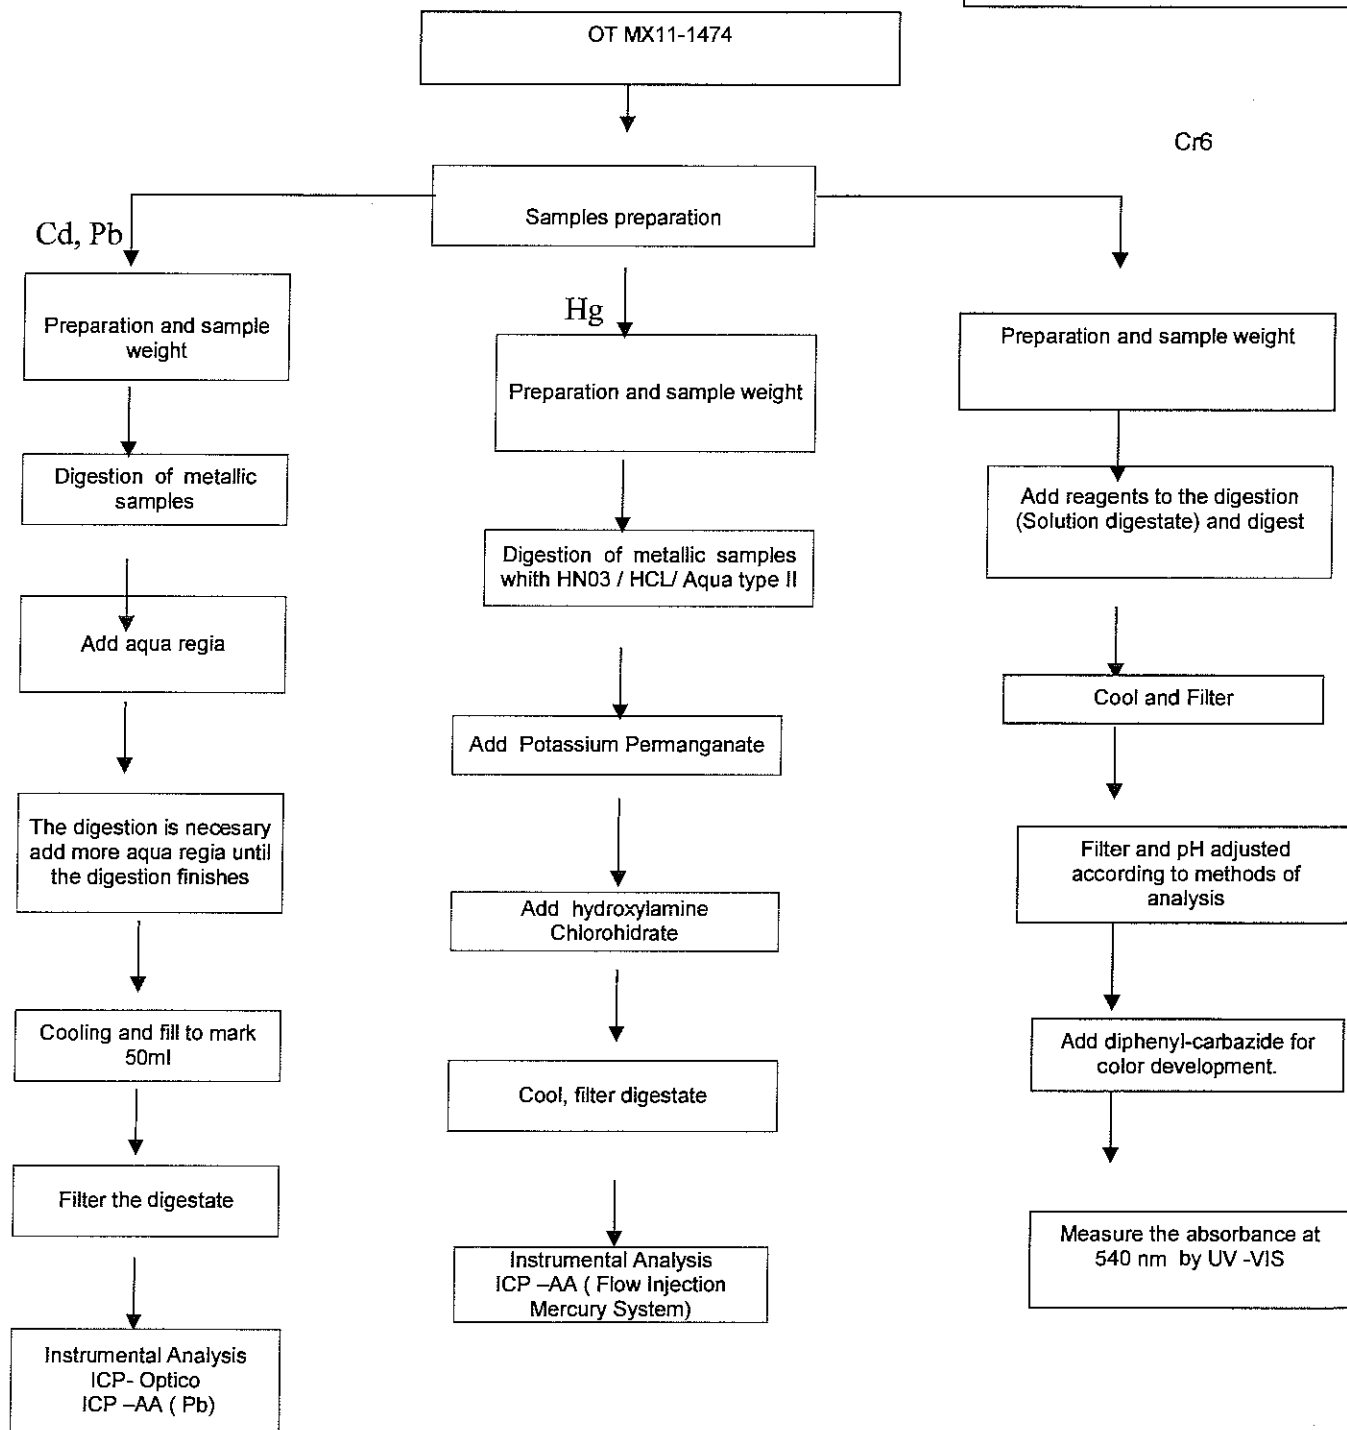 OT MX11-1474
Samples preparation
Cd, Pb
Preparation and sample
weight
Digestion of metallic
samples
Add aqua regia
The digestion is necesary
add more aqua regia until
the digestion finishes
Cooling and fill to mark
50ml
Filter the digestate
Instrumental Analysis
ICP- Optico
ICP –AA ( Pb)
Hg
Preparation and sample weight
Digestion of metallic samples
whith HN03 / HCL/ Aqua type II
Add Potassium Permanganate
Add hydroxylamine
Chlorohidrate
Cool, filter digestate
Instrumental Analysis
ICP –AA ( Flow Injection
Mercury System)
Cr6
Preparation and sample weight
Add reagents to the digestion
(Solution digestate) and digest
Cool and Filter
Filter and pH adjusted
according to methods of
analysis
Add diphenyl-carbazide for
color development.
Measure the absorbance at
540 nm by UV -VIS